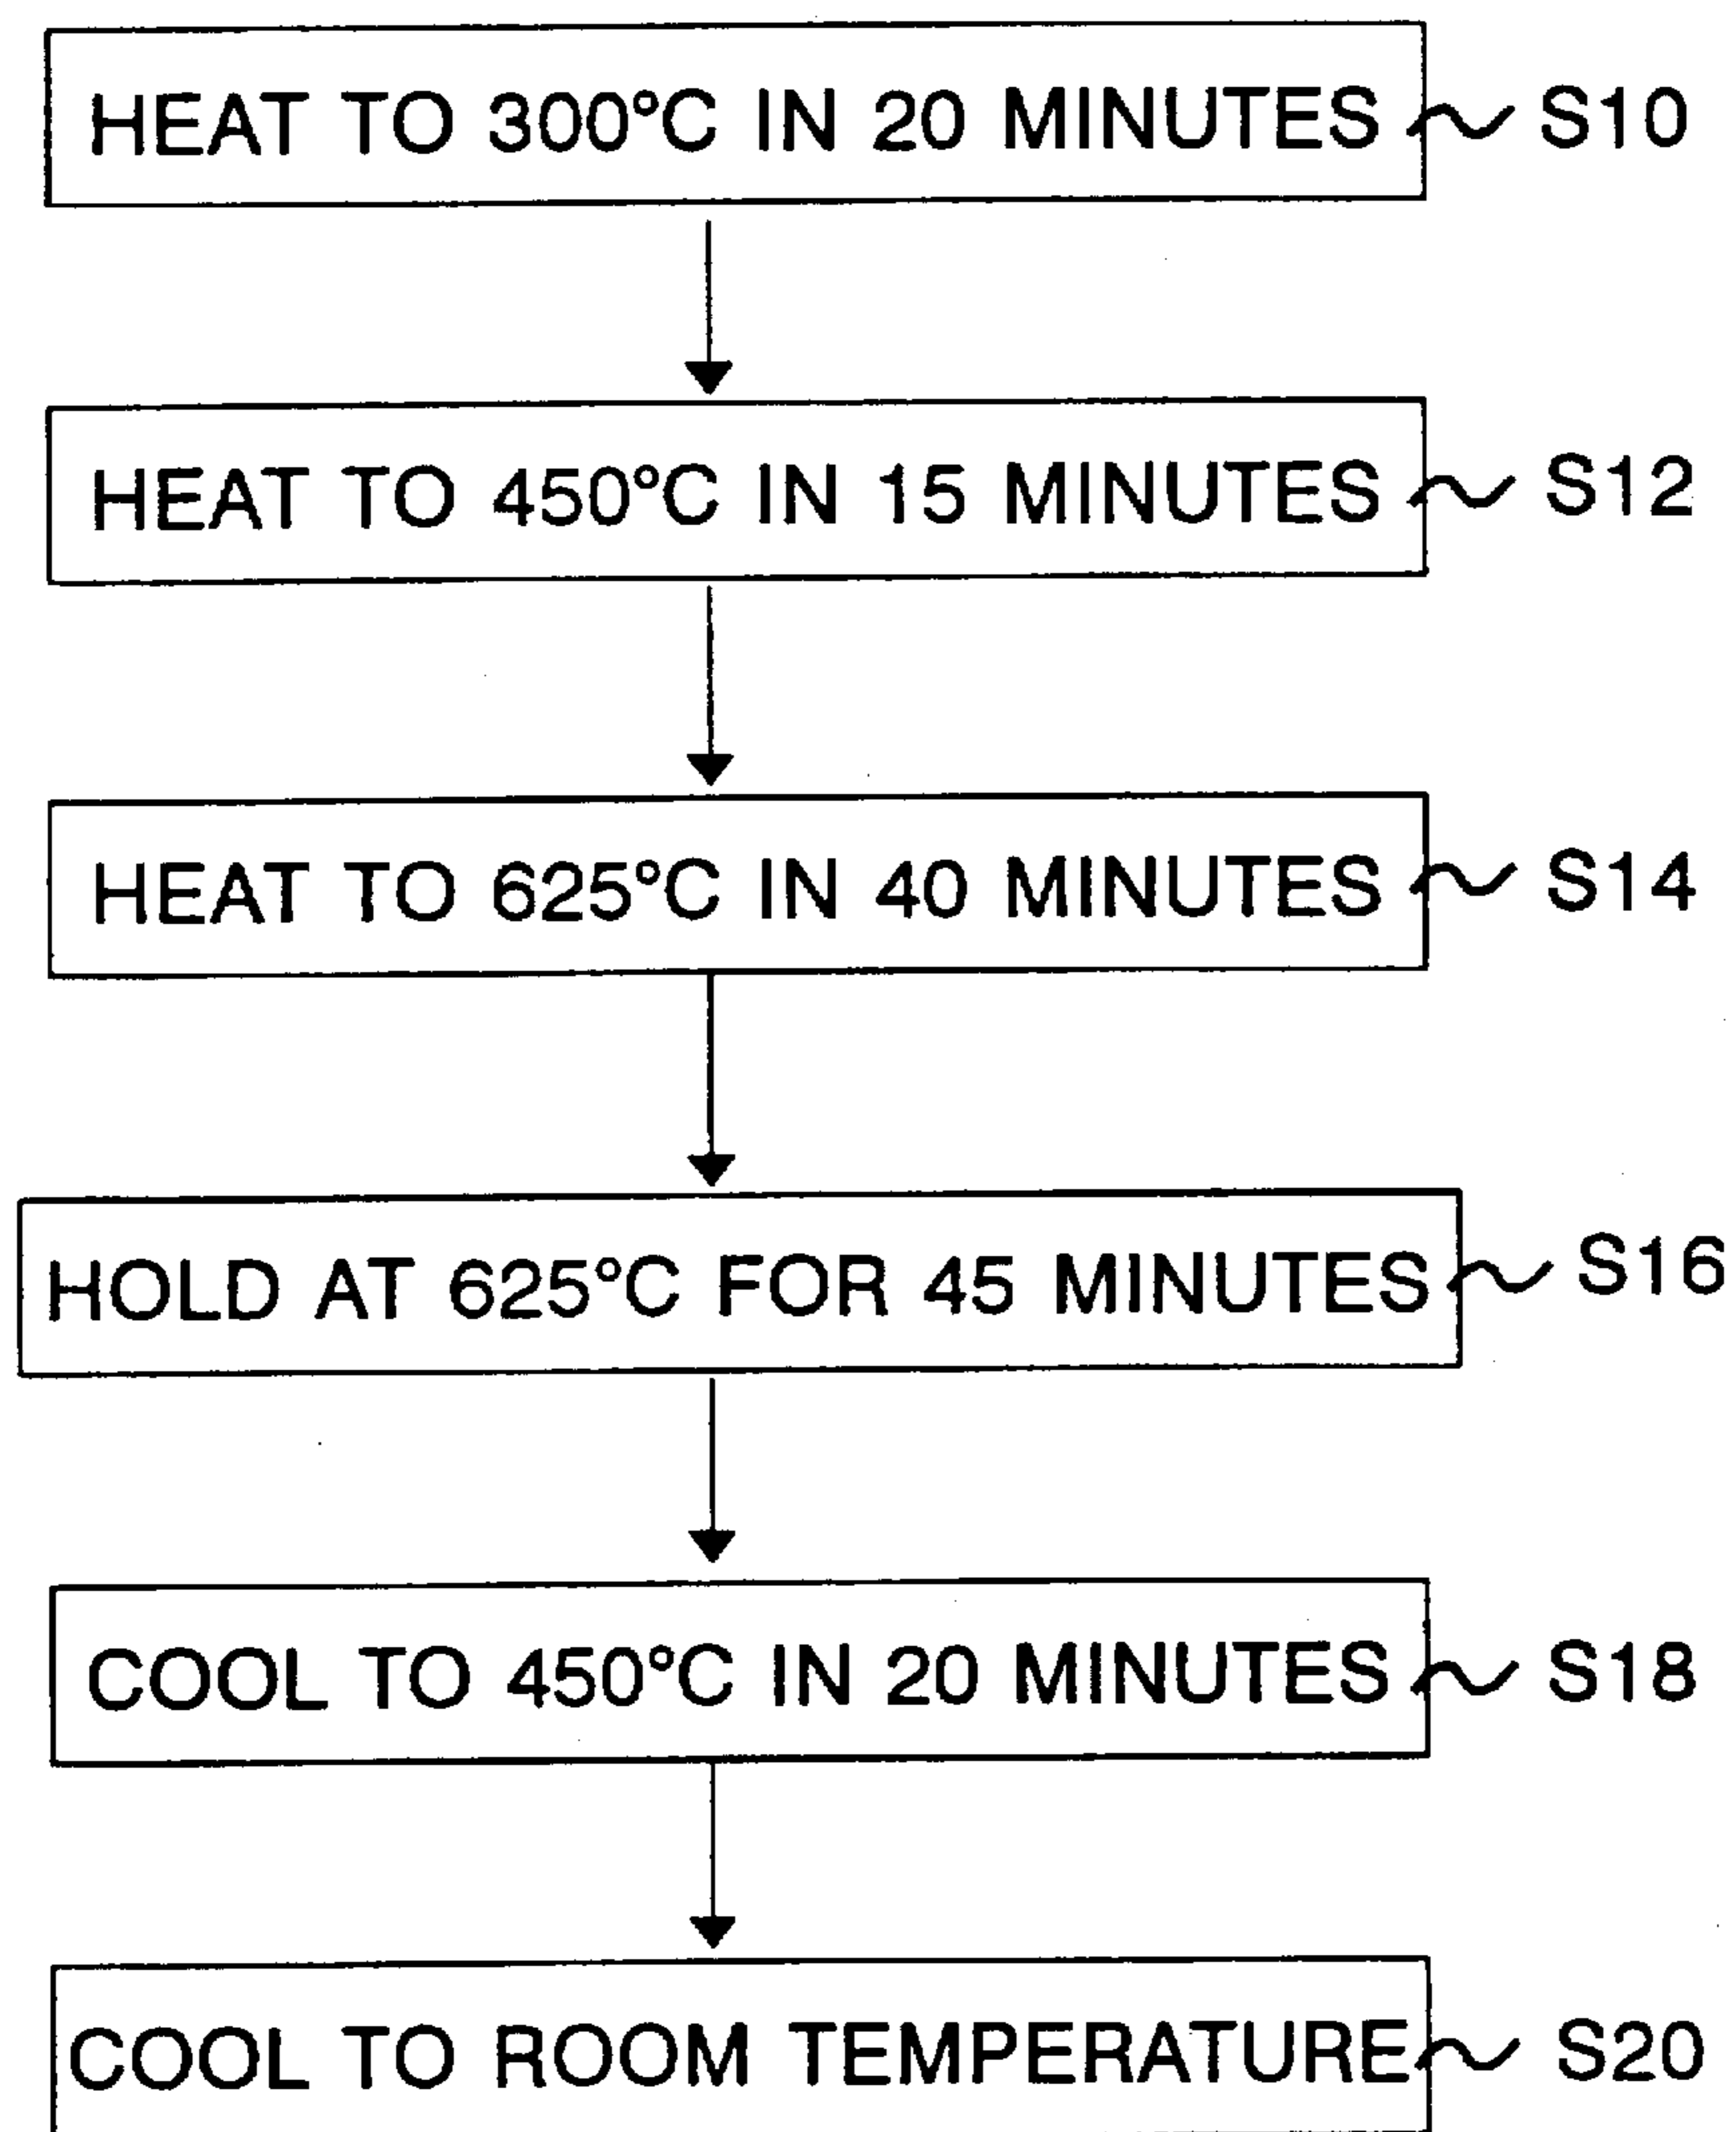 HEAT TO 300°C IN 20 MINUTES S10
HEAT TO 450°C IN 15 MINUTES S12
HEAT TO 625°C IN 40 MINUTES S14
HOLD AT 625°C FOR 45 MINUTES S16
COOL TO 450°C IN 20 MINUTES S18
COOL TO ROOM TEMPERATURE S20